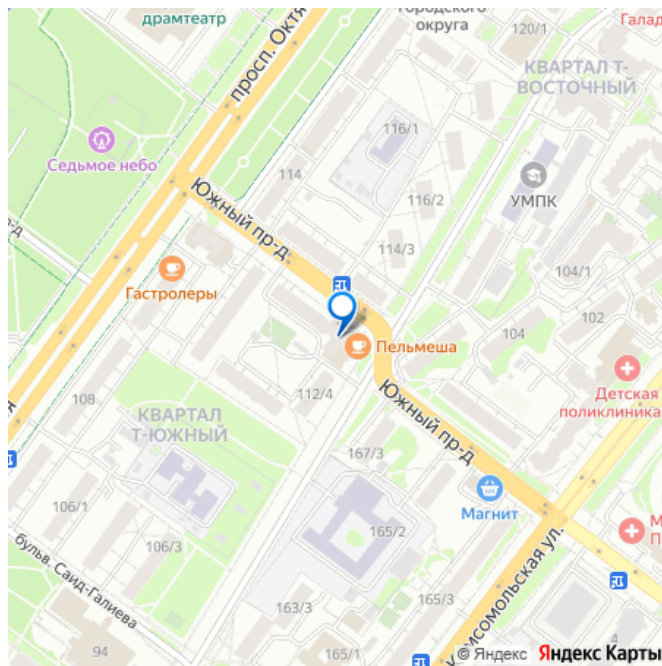 драмтеатр
городского
округа
120/1
Галад
просп. Октя
КВАРТАЛ Т-
ВОСТОЧНЫЙ
116/1
Седьмое небо
114
УМПК
Южный пр-д
116/2
р-д
114/3
104/1
Гастролеры
102
104
Пельмеша
Детская
поликлиника
112/4
108
КВАРТАЛ
Т-ЮЖНЫЙ
Южный пр-д
167/3
Магнит
106/1
165/2
М
П
106/3
бульв. Саид-Галиева
163/3
165/3
94
165/1
Комсомольская ул.
© Яндекс Яндекс Карты